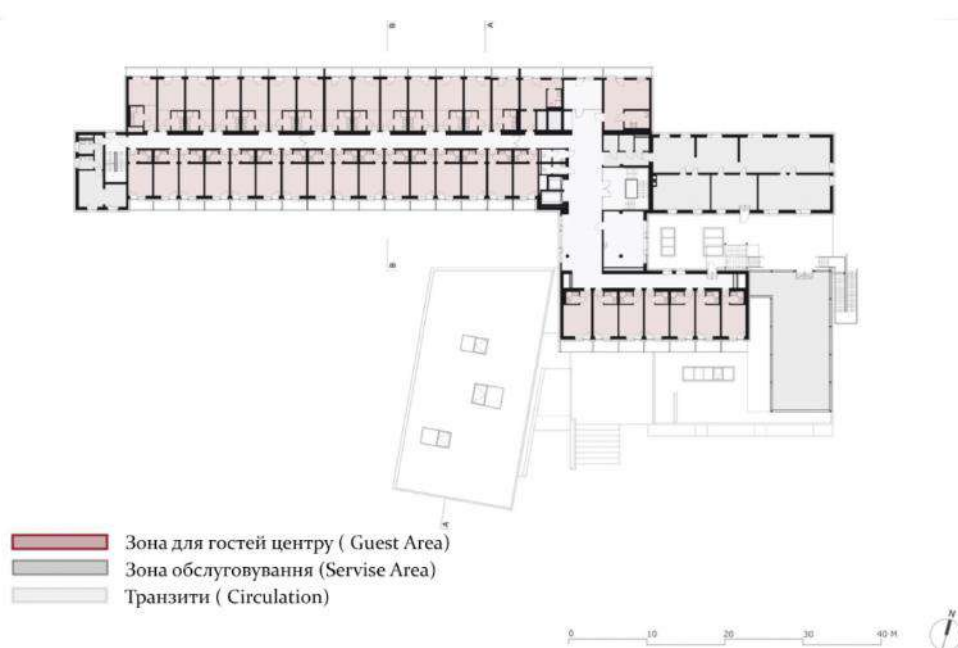 B A
B
A
Зона для гостей центру ( Guest Area)
Зона обслуговування (Servise Area)
Транзити ( Circulation)
0 10 20 30 40 M
N